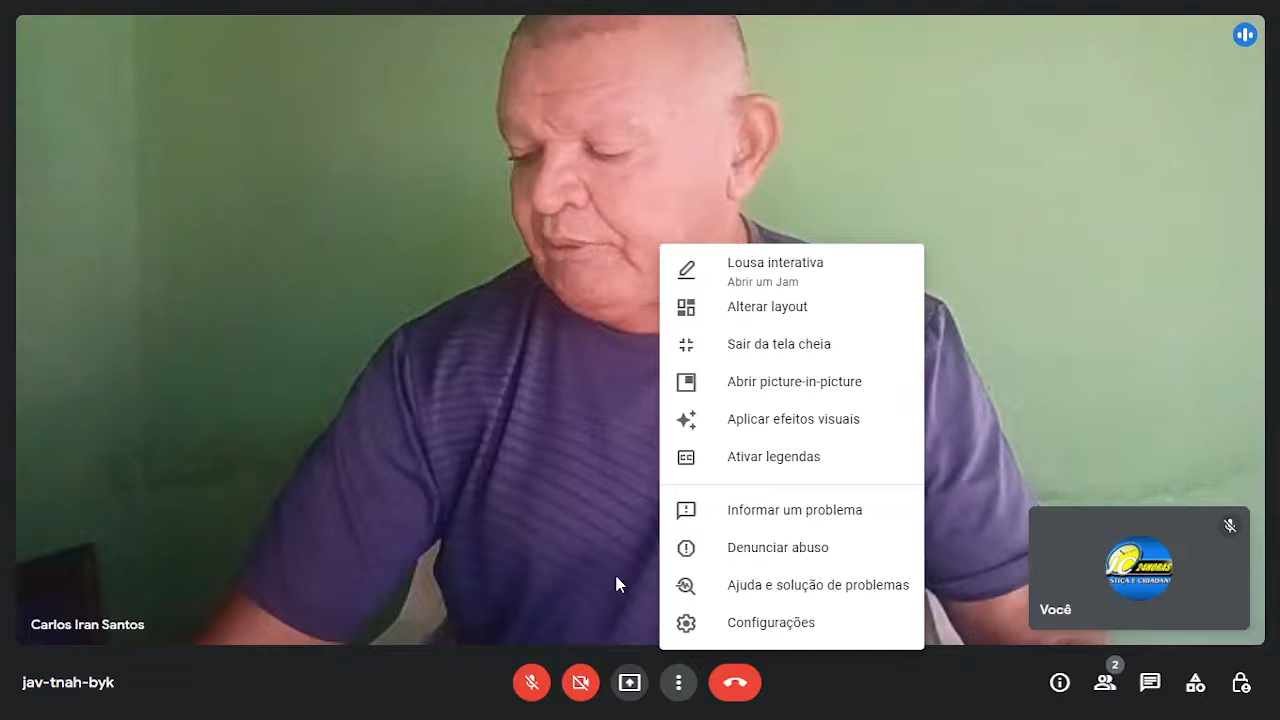 Lousa interativa
Abrir um Jam
Alterar layout
Sair da tela cheia
Abrir picture-in-picture
Aplicar efeitos visuais
Ativar legendas
Informar um problema
Denunciar abuso
Ajuda e solução de problemas
Configurações
24HORAS
STIÇA E CIDADAN
Você
Carlos Iran Santos
jav-tnah-byk
2